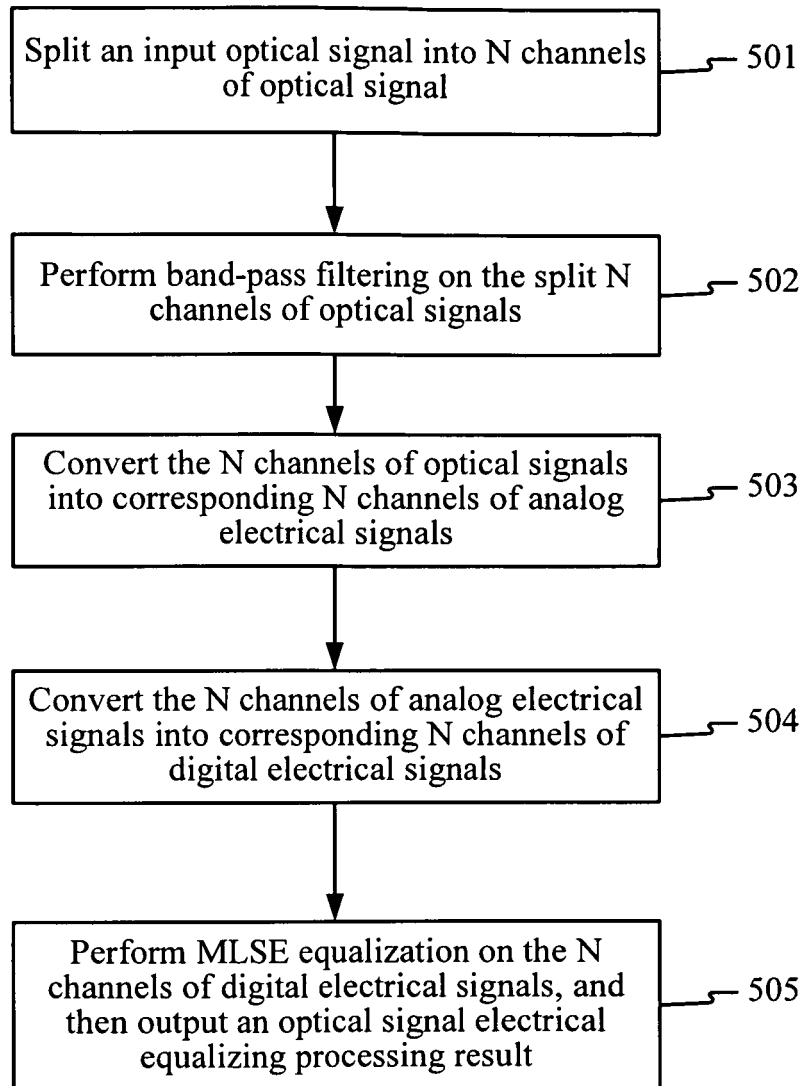 Split an input optical signal into N channels
of optical signal
501
Perform band-pass filtering on the split N
channels of optical signals
502
Convert the N channels of optical signals
into corresponding N channels of analog
electrical signals
503
Convert the N channels of analog electrical
signals into corresponding N channels of
digital electrical signals
504
Perform MLSE equalization on the N
channels of digital electrical signals, and
then output an optical signal electrical
equalizing processing result
505